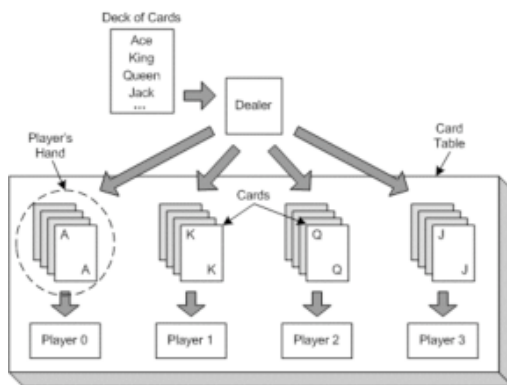 Deck of Cards
Ace
King
Queen
Jack
...
Dealer
Player's
Hand
Card
Table
Cards
A
A
K
K
Q
Q
J
J
Player 0
Player 1
Player 2
Player 3